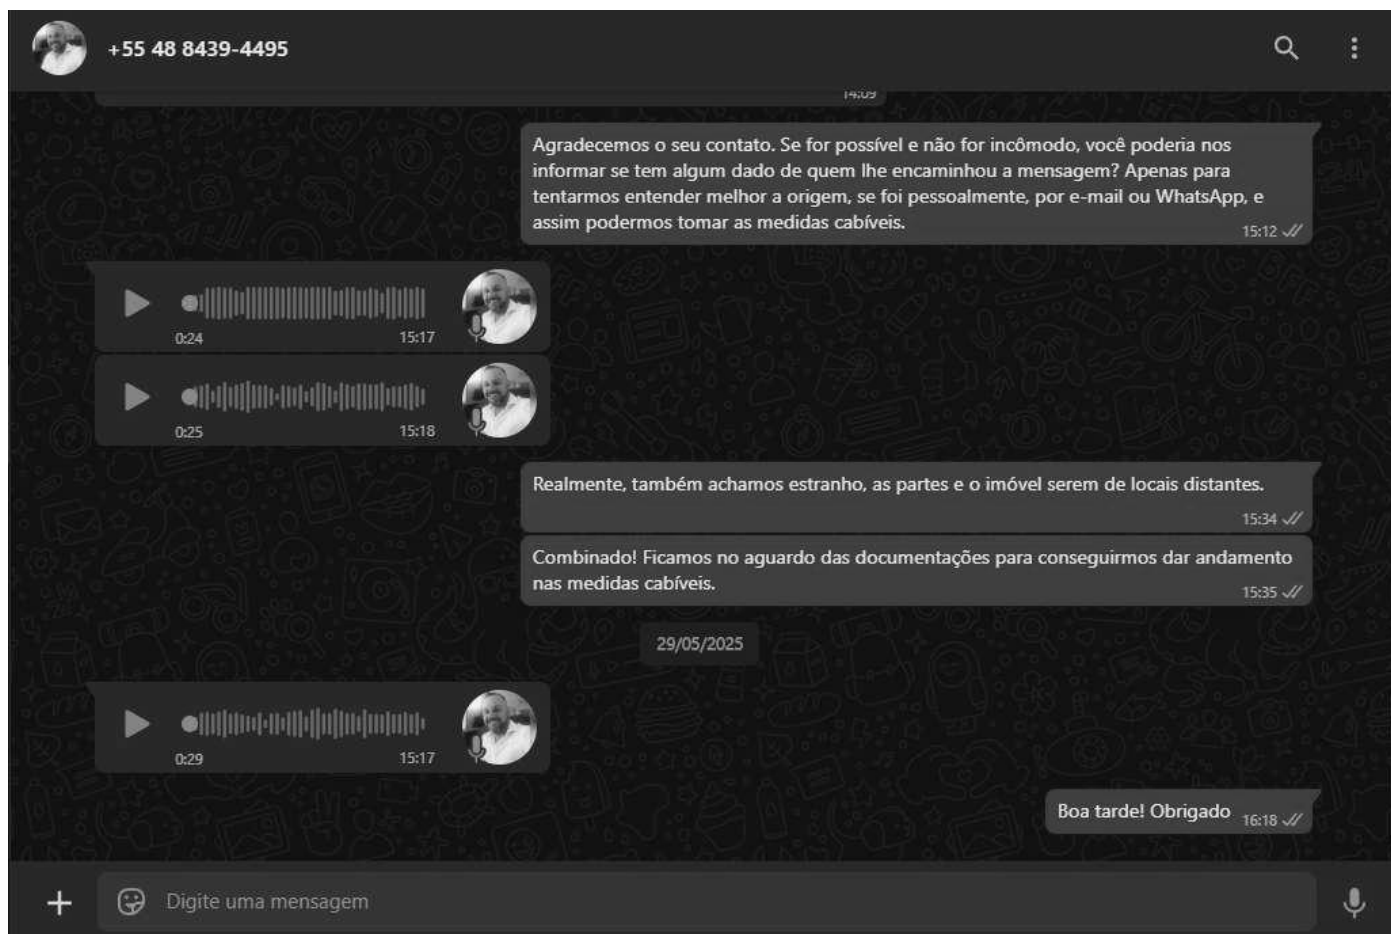 +55 48 8439-4495
14:09
Agradecemos o seu contato. Se for possível e não for incômodo, você poderia nos
informar se tem algum dado de quem lhe encaminhou a mensagem? Apenas para
tentarmos entender melhor a origem, se foi pessoalmente, por e-mail ou WhatsApp, e
assim podermos tomar as medidas cabíveis.
15:12
0:24 15:17
0:25 15:18
Realmente, também achamos estranho, as partes e o imóvel serem de locais distantes.
15:34
Combinado! Ficamos no aguardo das documentações para conseguirmos dar andamento
nas medidas cabíveis.
15:35
29/05/2025
0:29 15:17
Boa tarde! Obrigado 16:18
Digite uma mensagem